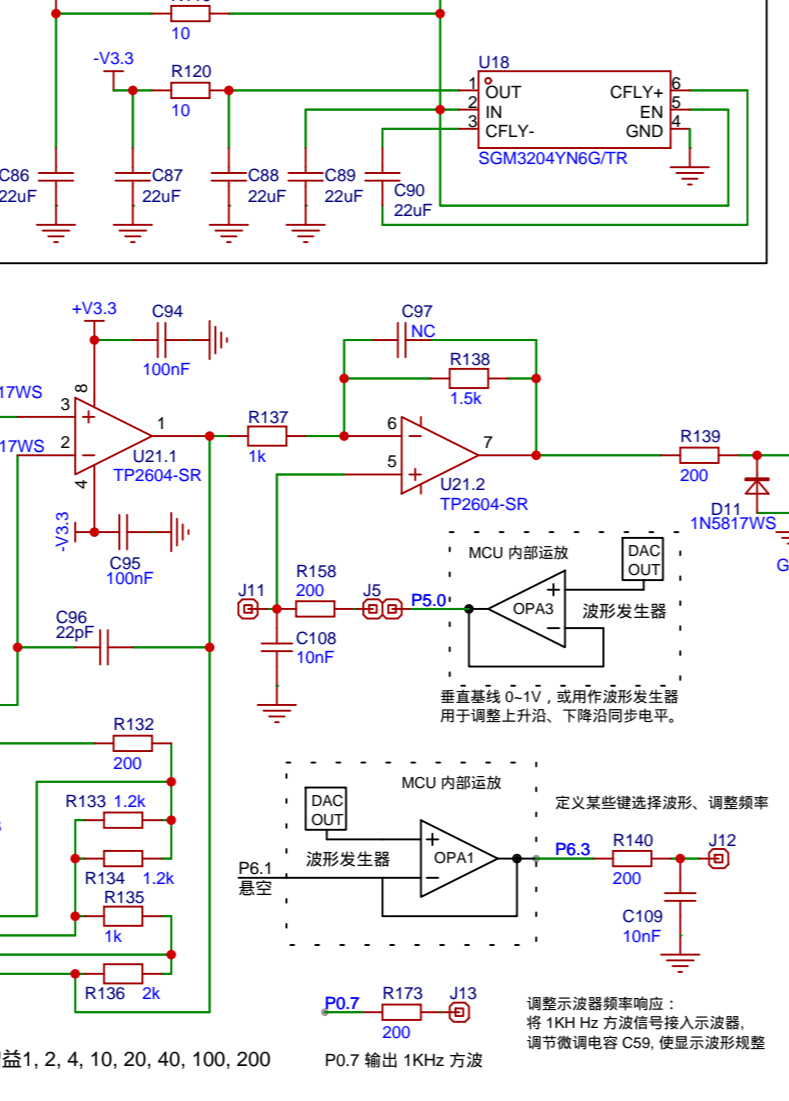 10
-V3.3
R120
10
U18
1
OUT
2
IN
3
CFLY-
CFLY+
6
EN
5
GND
4
SGM3204YN6G/TR
C86
22uF
C87
22uF
C88
22uF
C89
22uF
C90
22uF
+V3.3
C94
100nF
C97
NC
R138
1.5k
17WS
8
3
1
17WS
2
4
U21.1
TP2604-SR
R137
1k
6
5
7
U21.2
TP2604-SR
R139
200
D11
1N5817WS
G
-V3.3
C95
100nF
C96
22pF
J11
R158
200
J5
P5.0
C108
10nF
MCU 内部运放
DAC
OUT
OPA3
波形发生器
垂直基线 0~1V，或用作波形发生器
用于调整上升沿、下降沿同步电平。
R132
200
R133 1.2k
R134 1.2k
R135
1k
R136 2k
MCU 内部运放
DAC
OUT
波形发生器
OPA1
P6.1
悬空
定义某些键选择波形、调整频率
P6.3
R140
200
J12
C109
10nF
P0.7
R173
200
J13
P0.7 输出 1KHz 方波
调整示波器频率响应：
将 1KH Hz 方波信号接入示波器,
调节微调电容 C59, 使显示波形规整
益1, 2, 4, 10, 20, 40, 100, 200